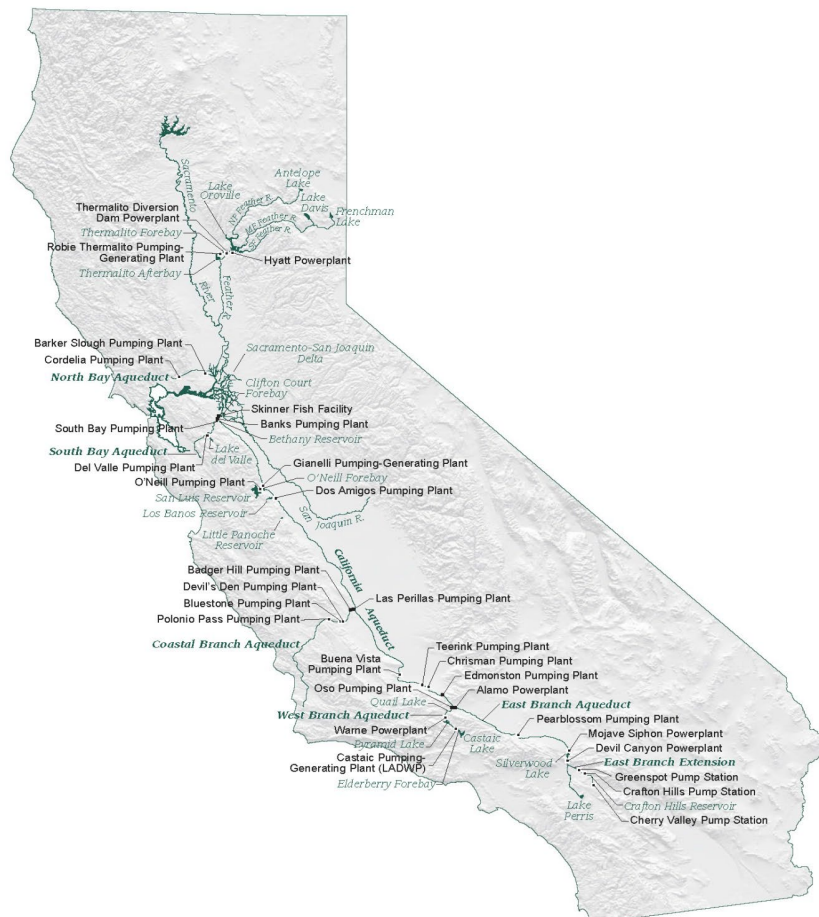 Sacramento
River
Lake
Oroville
Antelope
Lake
Lake
Davis
Frenchman
Lake
NF Feather R.
MF Feather R.
SF Feather R.
Thermalito Diversion
Dam Powerplant
Thermalito Forebay
Robie Thermalito Pumping-
Generating Plant
Thermalito Afterbay
Hyatt Powerplant
Feather R.
Barker Slough Pumping Plant
Cordelia Pumping Plant
North Bay Aqueduct
Sacramento-San Joaquin
Delta
Clifton Court
Forebay
Skinner Fish Facility
Banks Pumping Plant
Bethany Reservoir
South Bay Pumping Plant
South Bay Aqueduct
Lake
del Valle
Del Valle Pumping Plant
Gianelli Pumping-Generating Plant
O'Neill Pumping Plant
O'Neill Forebay
San Luis Reservoir
Dos Amigos Pumping Plant
Los Banos Reservoir
San Joaquin R.
Little Panoche
Reservoir
California Aqueduct
Badger Hill Pumping Plant
Devil's Den Pumping Plant
Las Perillas Pumping Plant
Bluestone Pumping Plant
Polonio Pass Pumping Plant
Coastal Branch Aqueduct
Teerink Pumping Plant
Buena Vista
Pumping Plant
Chrisman Pumping Plant
Edmonston Pumping Plant
Oso Pumping Plant
Alamo Powerplant
Quail Lake
East Branch Aqueduct
West Branch Aqueduct
Pearblossom Pumping Plant
Warne Powerplant
Pyramid Lake
Castaic
Lake
Castaic Pumping-
Generating Plant (LADWP)
Elderberry Forebay
Mojave Siphon Powerplant
Devil Canyon Powerplant
Silverwood
Lake
East Branch Extension
Greenspot Pump Station
Crafton Hills Pump Station
Crafton Hills Reservoir
Lake
Perris
Cherry Valley Pump Station